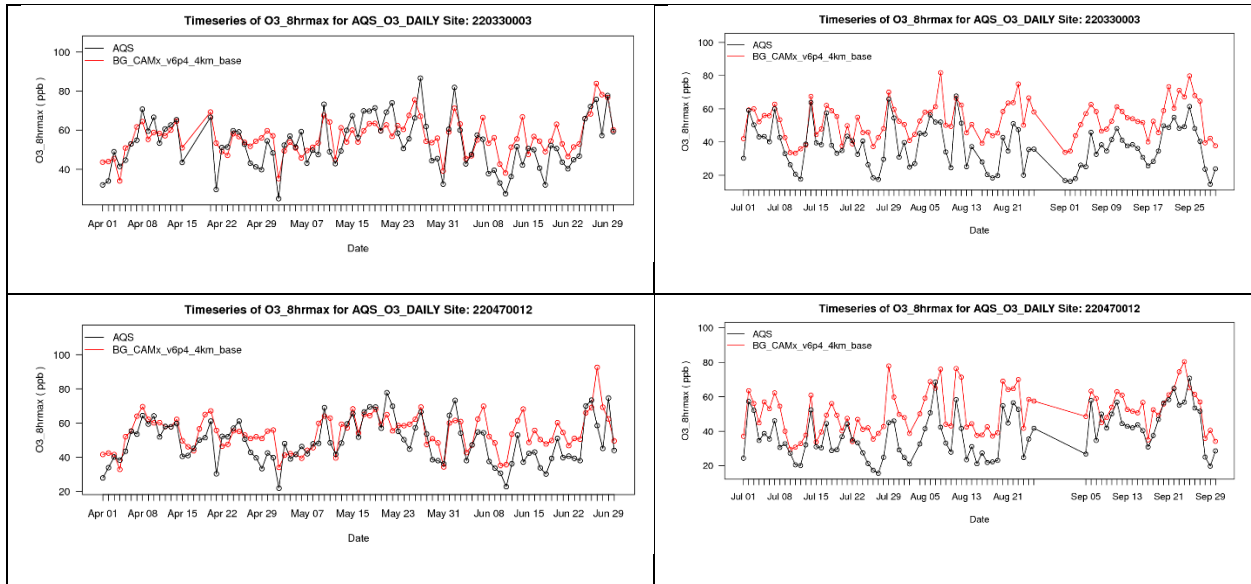 Timeseries of O3_8hrmax for AQS_O3_DAILY Site: 220330003
AQS
BG_CAMx_v6p4_4km_base
O3_8hrmax ( ppb )
100
80
60
40
Apr 01 Apr 08 Apr 15 Apr 22 Apr 29 May 07 May 15 May 23 May 31 Jun 08 Jun 15 Jun 22 Jun 29
Date
Timeseries of O3_8hrmax for AQS_O3_DAILY Site: 220330003
AQS
BG_CAMx_v6p4_4km_base
O3_8hrmax ( ppb )
100
80
60
40
20
Jul 01 Jul 08 Jul 15 Jul 22 Jul 29 Aug 05 Aug 13 Aug 21 Sep 01 Sep 09 Sep 17 Sep 25
Date
Timeseries of O3_8hrmax for AQS_O3_DAILY Site: 220470012
AQS
BG_CAMx_v6p4_4km_base
O3_8hrmax ( ppb )
100
80
60
40
20
Apr 01 Apr 08 Apr 15 Apr 22 Apr 29 May 07 May 15 May 23 May 31 Jun 08 Jun 15 Jun 22 Jun 29
Date
Timeseries of O3_8hrmax for AQS_O3_DAILY Site: 220470012
AQS
BG_CAMx_v6p4_4km_base
O3_8hrmax ( ppb )
100
80
60
40
20
Jul 01 Jul 08 Jul 15 Jul 22 Jul 29 Aug 05 Aug 13 Aug 21 Sep 05 Sep 13 Sep 21 Sep 29
Date